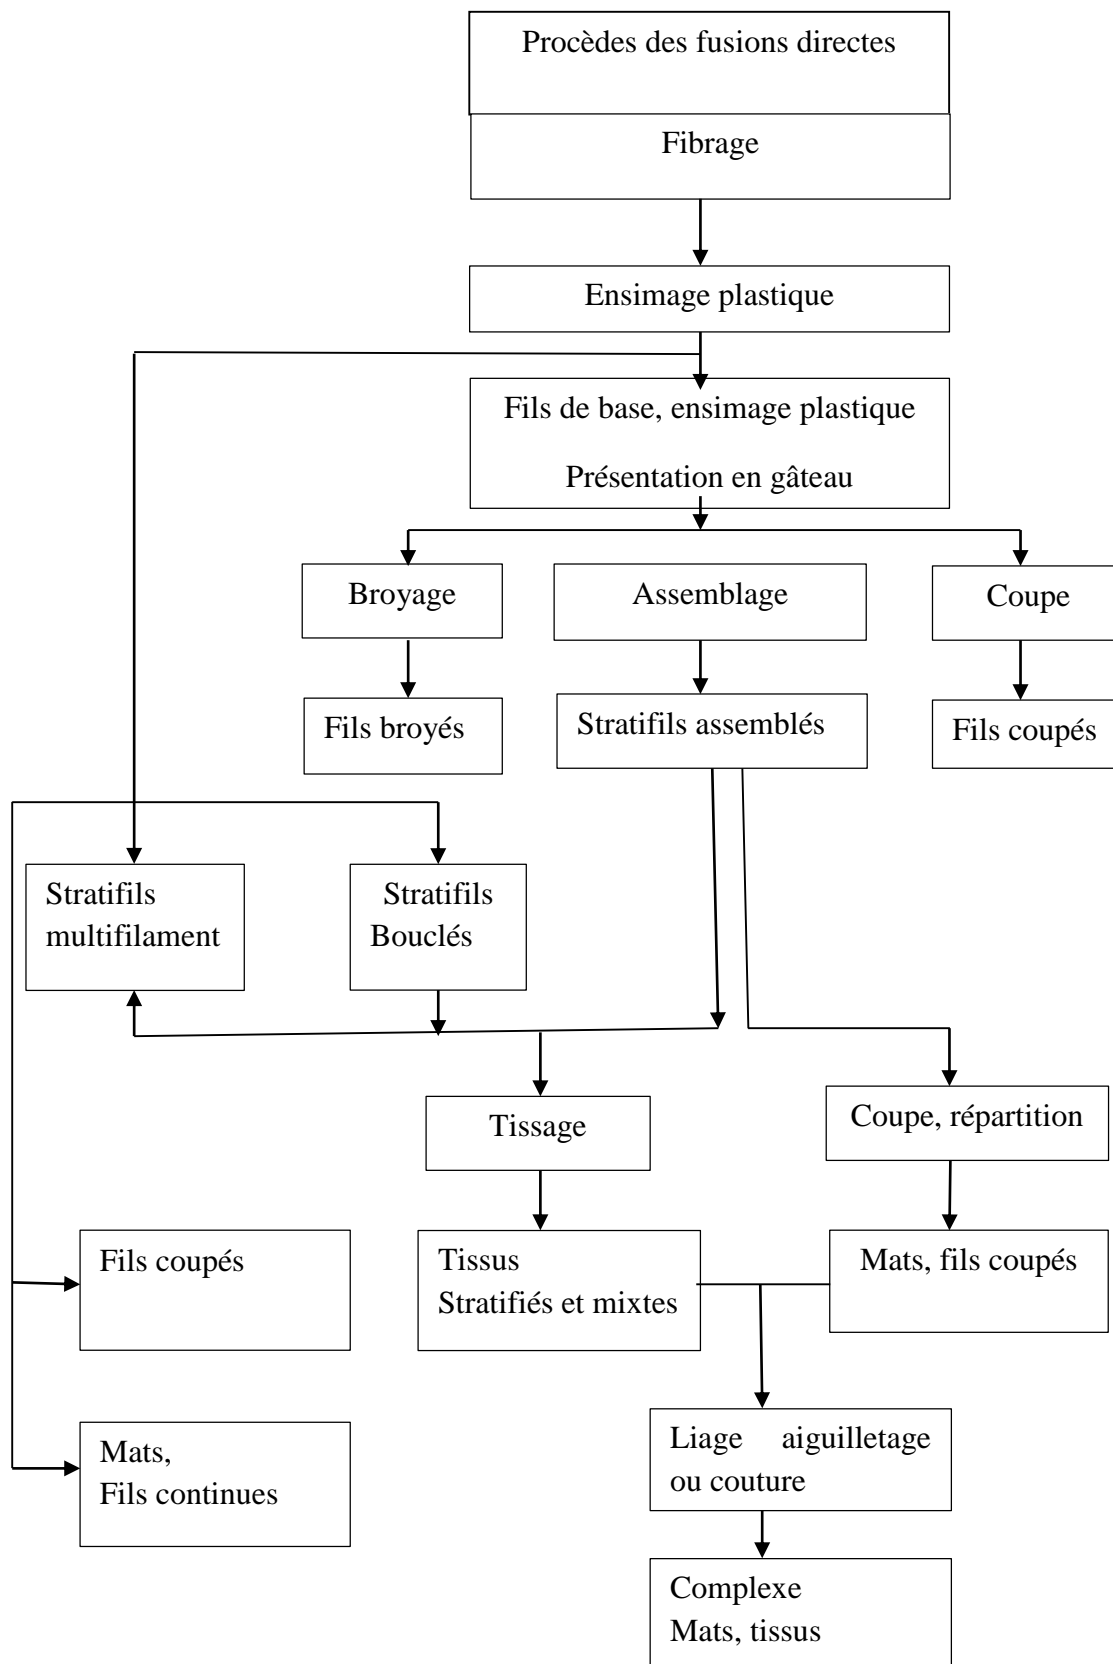 Procèdes des fusions directes
Fibrage
Ensimage plastique
Fils de base, ensimage plastique
Présentation en gâteau
Broyage
Assemblage
Coupe
Fils broyés
Stratifils assemblés
Fils coupés
Stratifils
multifilament
Stratifils
Bouclés
Tissage
Coupe, répartition
Fils coupés
Tissus
Stratifiés et mixtes
Mats, fils coupés
Mats,
Fils continues
Liage aiguilletage
ou couture
Complexe
Mats, tissus